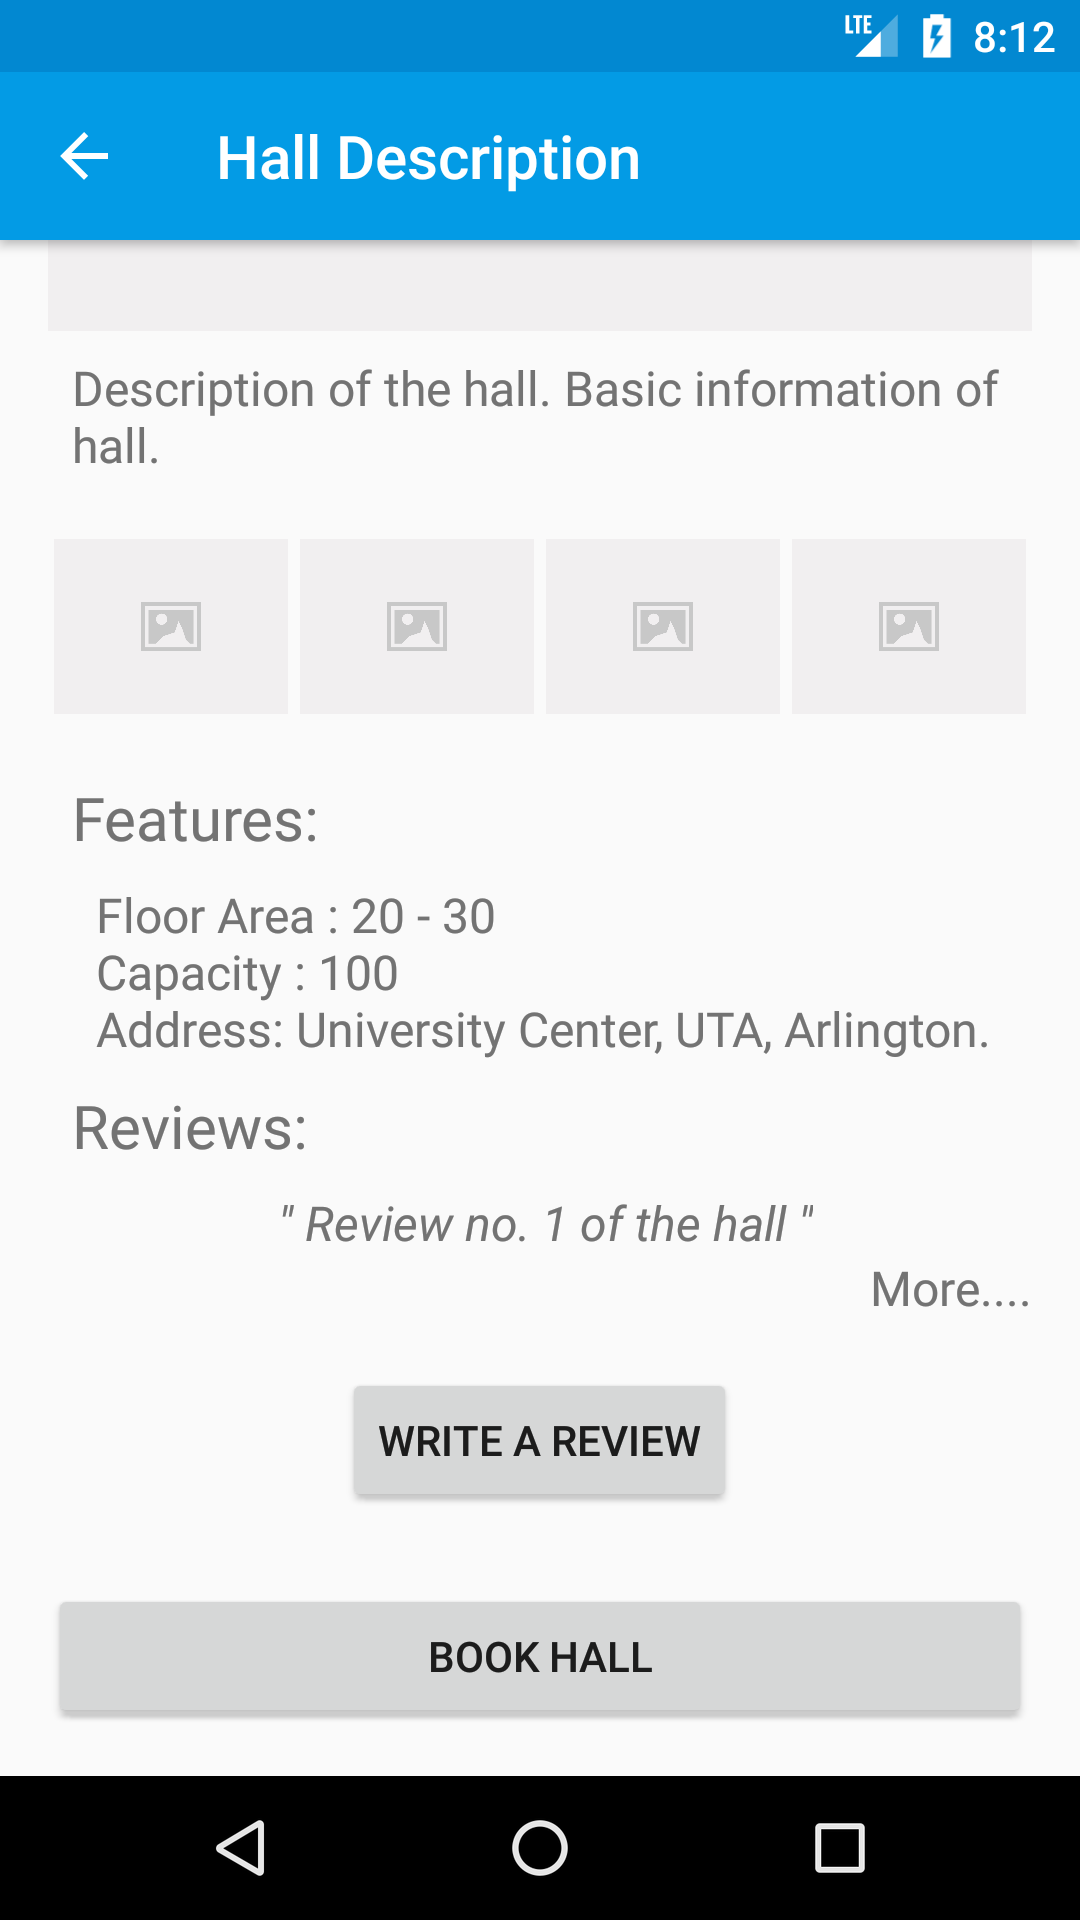 LTE 8:12
Hall Description
Description of the hall. Basic information of
hall.
Features:
Floor Area : 20 - 30
Capacity : 100
Address: University Center, UTA, Arlington.
Reviews:
" Review no. 1 of the hall "
More....
WRITE A REVIEW
BOOK HALL